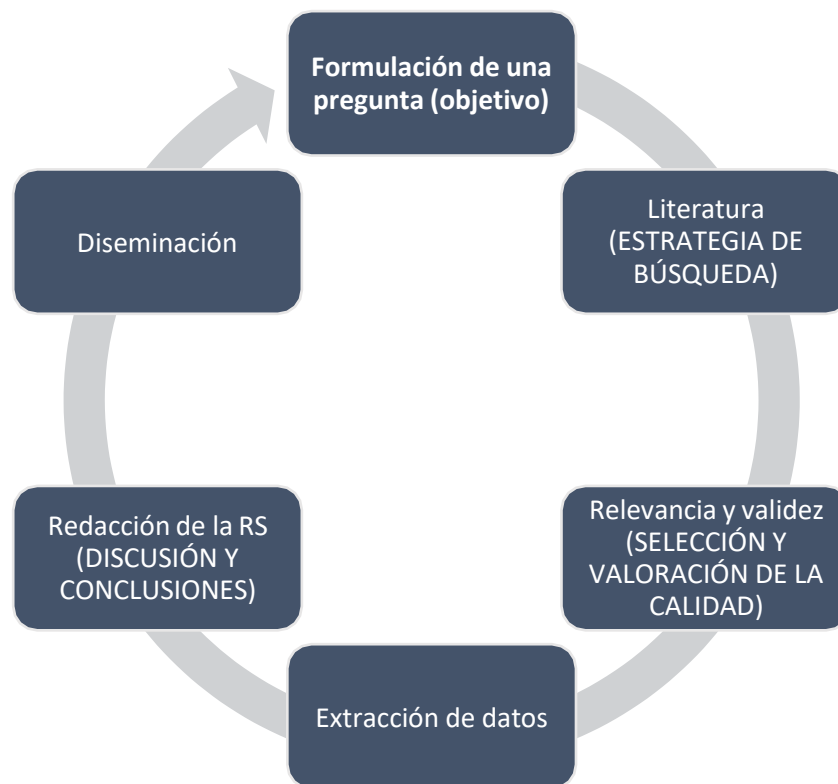 Formulación de una
pregunta (objetivo)
Literatura
(ESTRATEGIA DE
BÚSQUEDA)
Relevancia y validez
(SELECCIÓN Y
VALORACIÓN DE LA
CALIDAD)
Extracción de datos
Redacción de la RS
(DISCUSIÓN Y
CONCLUSIONES)
Diseminación